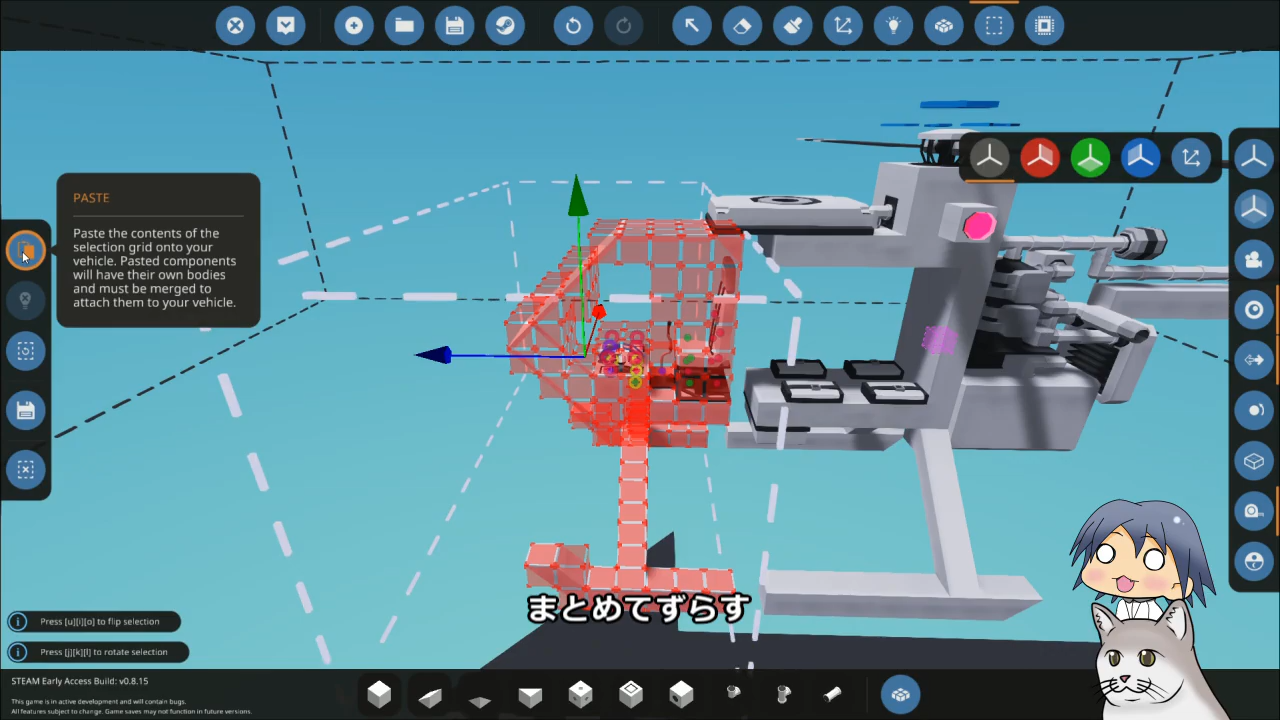 PASTE
Paste the contents of the
selection grid onto your
vehicle. Pasted components
will have their own bodies
and must be merged to
attach them to your vehicle.
まとめてずらす
Press [u][i][o] to flip selection
Press [j][k][l] to rotate selection
STEAM Early Access Build: v0.8.15
This game is in active development and will contain bugs.
All features subject to change. Game saves may not function in future versions.